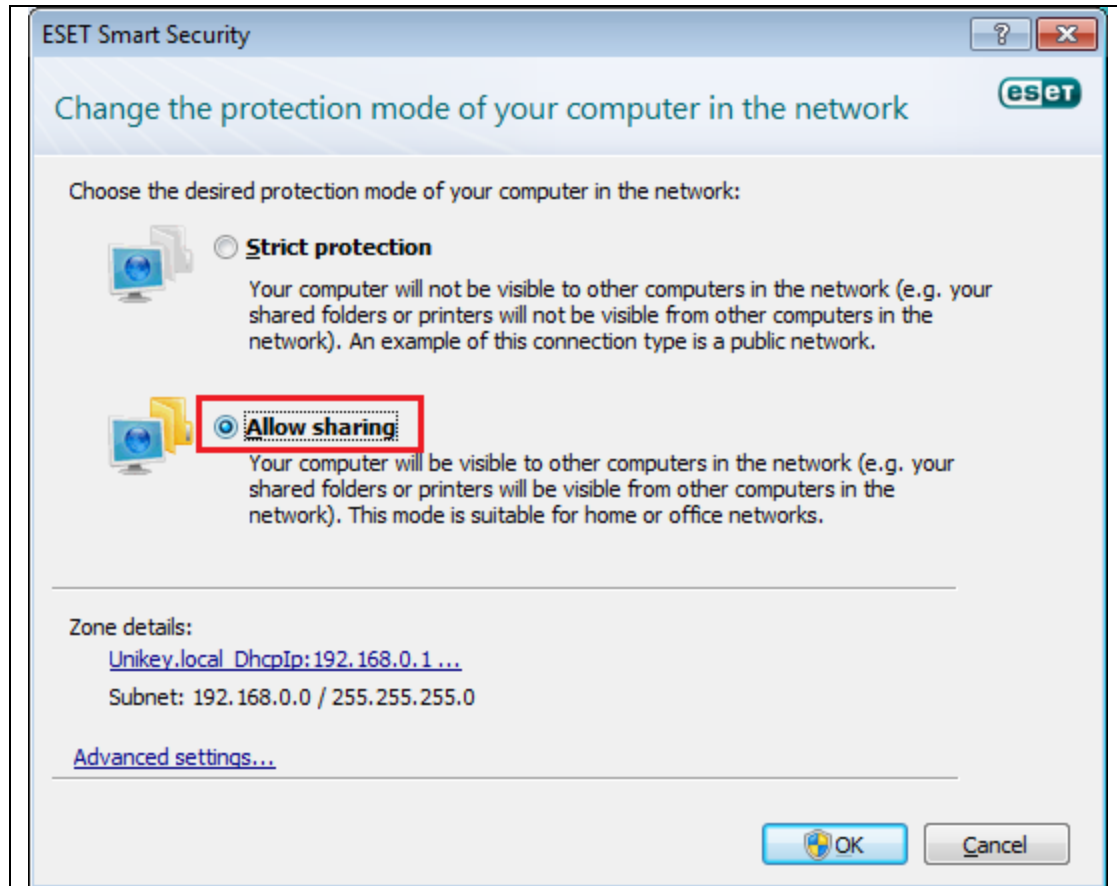 ESET Smart Security
?
Change the protection mode of your computer in the network
eset
Choose the desired protection mode of your computer in the network:
Strict protection
Your computer will not be visible to other computers in the network (e.g. your
shared folders or printers will not be visible from other computers in the
network). An example of this connection type is a public network.
Allow sharing
Your computer will be visible to other computers in the network (e.g. your
shared folders or printers will be visible from other computers in the
network). This mode is suitable for home or office networks.
Zone details:
Unikey.local DhcpIp:192.168.0.1 ...
Subnet: 192.168.0.0 / 255.255.255.0
Advanced settings...
OK Cancel